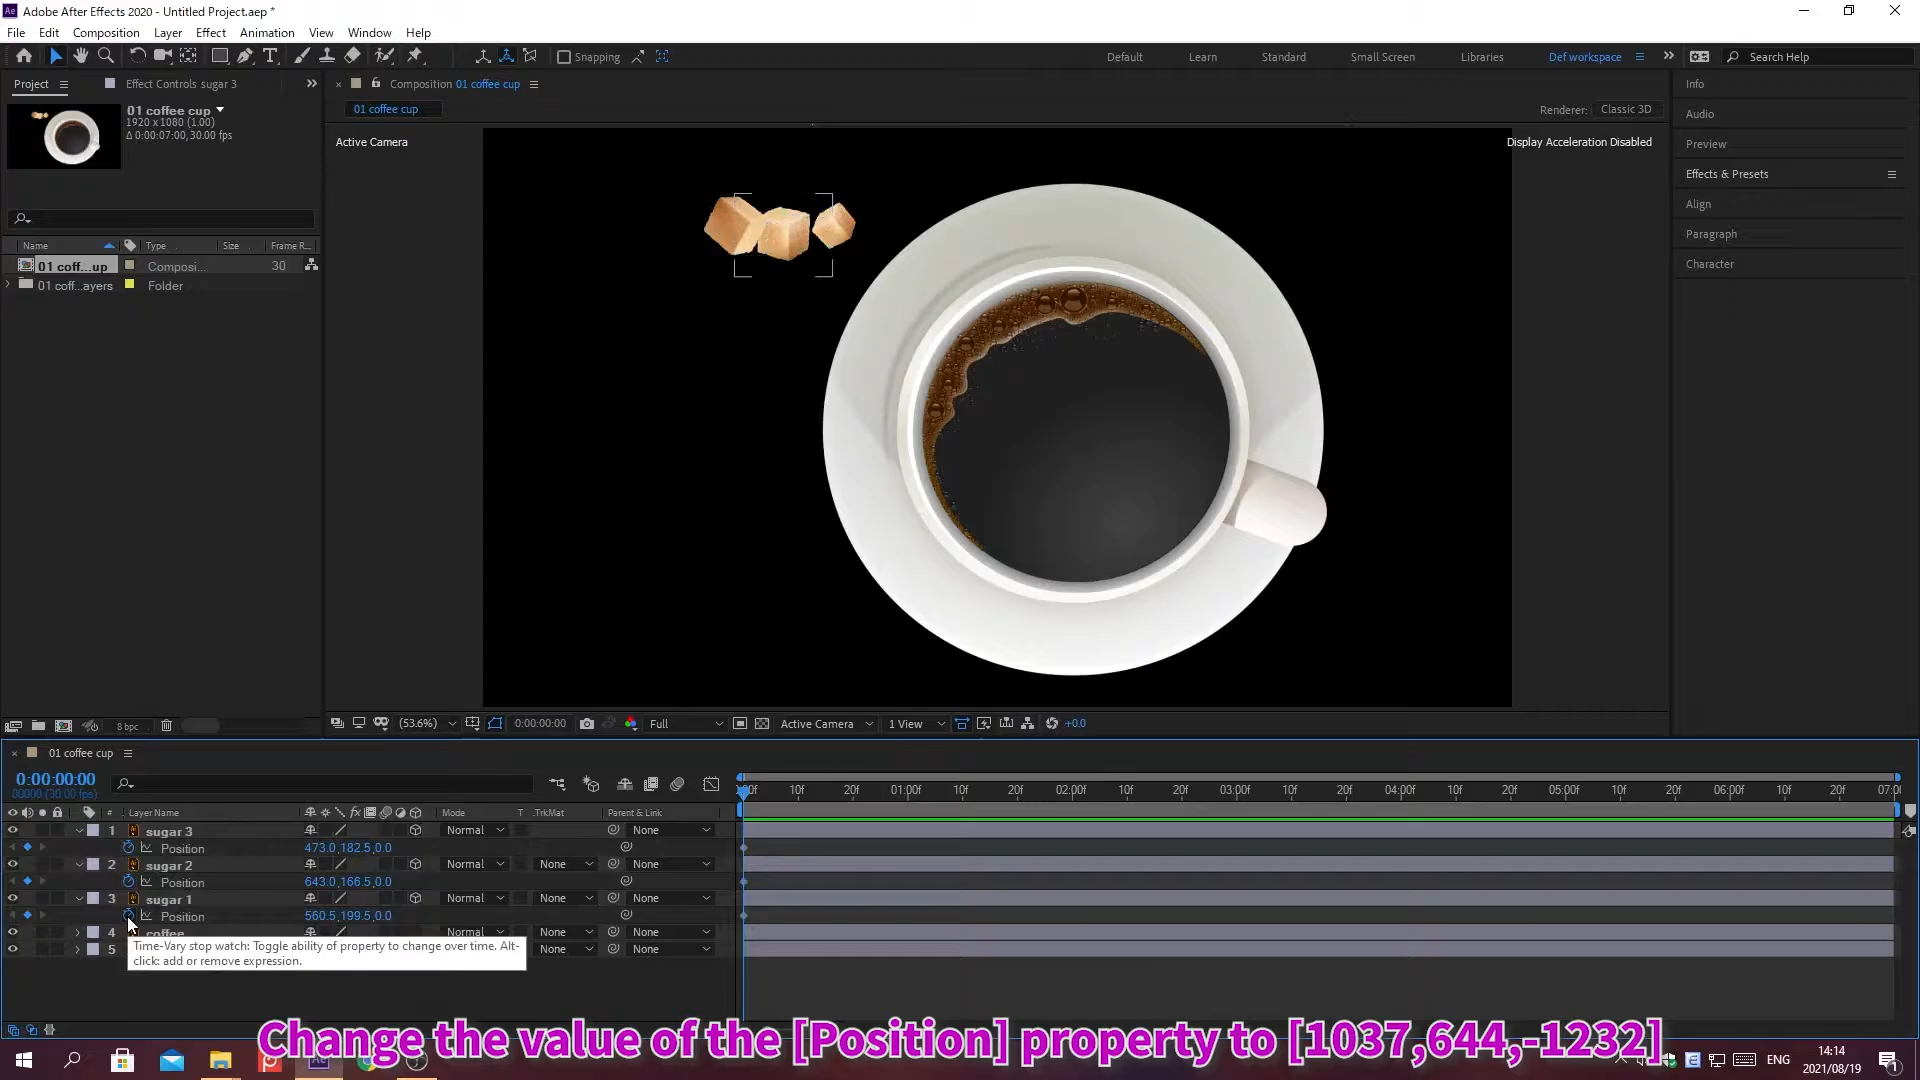 Adobe After Effects 2020 - Untitled Project.aep *
File Edit Composition Layer Effect Animation View Window Help
Snapping
Default Learn Standard Small Screen Libraries Def workspace Search Help
Project Effect Controls sugar 3
Composition 01 coffee cup
01 coffee cup
Renderer: Classic 3D
01 coffee cup
1920 x 1080 (1.00)
Δ 0:00:07:00, 30.00 fps
Active Camera
Display Acceleration Disabled
Name Type Size Frame R...
01 coff...up Composi... 30
01 coff...ayers Folder
Info
Audio
Preview
Effects & Presets
Align
Paragraph
Character
8 bpc
(53.6%) 0:00:00:00 Full Active Camera 1 View +0.0
01 coffee cup
0:00:00:00
00000 (30.00 fps)
:00f 10f 20f 01:00f 10f 20f 02:00f 10f 20f 03:00f 10f 20f 04:00f 10f 20f 05:00f 10f 20f 06:00f 10f 20f 07:00
# Layer Name fx Mode T .TrkMat Parent & Link
1 sugar 3 Normal None
Position 473.0,182.5,0.0
2 sugar 2 Normal None None
Position 643.0,166.5,0.0
3 sugar 1 Normal None None
Position 560.5,199.5,0.0
4 coffee None None
5 None None
Time-Vary stop watch: Toggle ability of property to change over time. Alt-
click: add or remove expression.
Change the value of the [Position] property to [1037,644,-1232]
ENG
14:14
2021/08/19